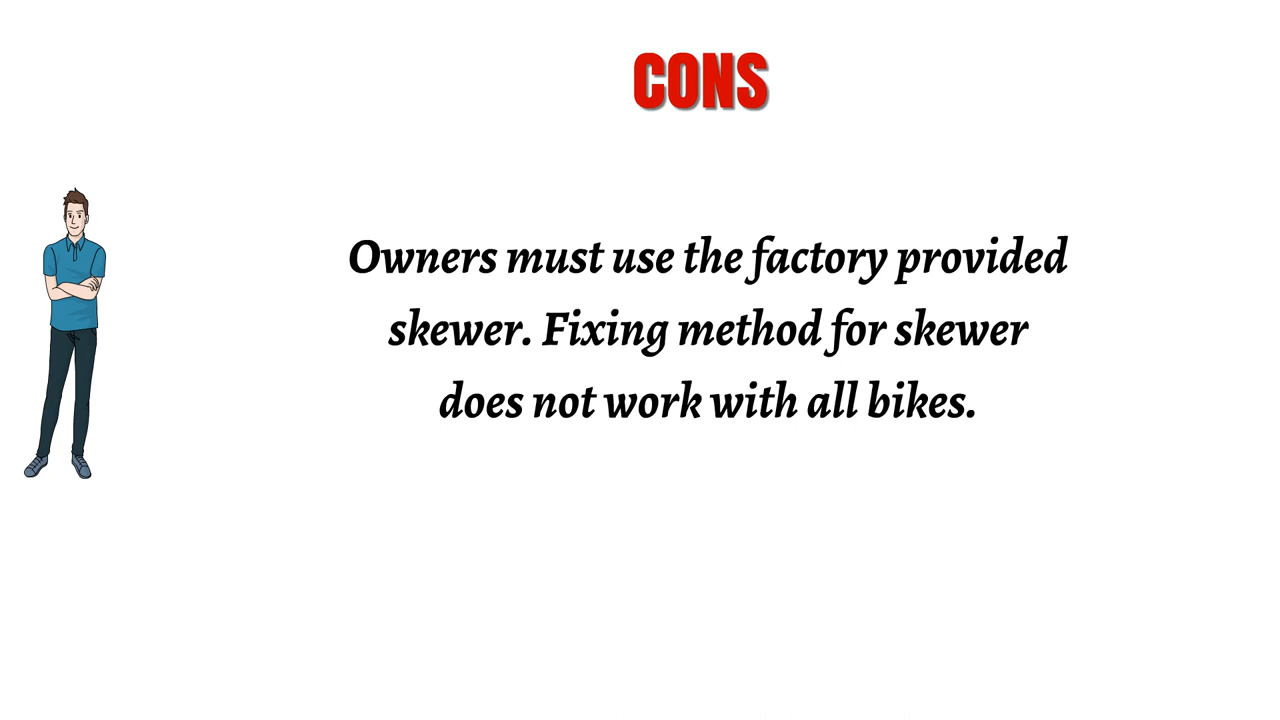 CONS
Owners must use the factory provided
skewer. Fixing method for skewer
does not work with all bikes.